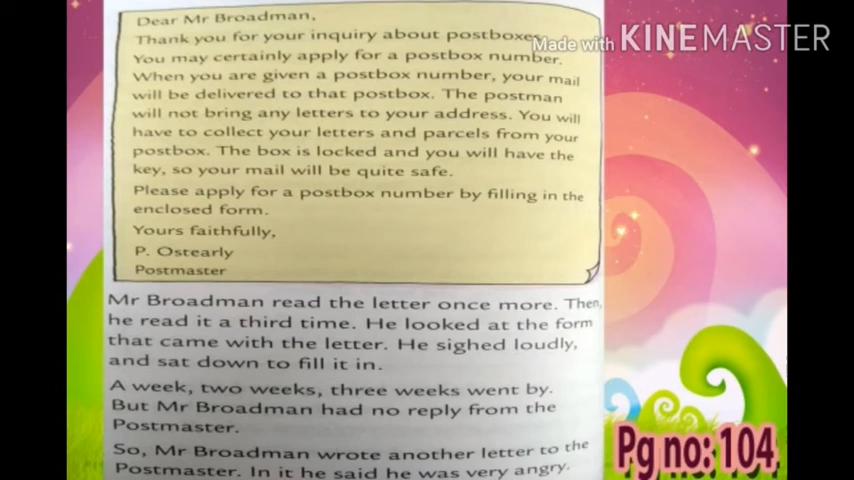 Dear Mr Broadman,
Thank you for your inquiry about postboxes.
Made with KINEMASTER
You may certainly apply for a postbox number.
When you are given a postbox number, your mail
will be delivered to that postbox. The postman
will not bring any letters to your address. You will
have to collect your letters and parcels from your
postbox. The box is locked and you will have the
key, so your mail will be quite safe.
Please apply for a postbox number by filling in the
enclosed form.
Yours faithfully,
P. Ostearly
Postmaster
Mr Broadman read the letter once more. Then,
he read it a third time. He looked at the form
that came with the letter. He sighed loudly,
and sat down to fill it in.
A week, two weeks, three weeks went by.
But Mr Broadman had no reply from the
Postmaster.
So, Mr Broadman wrote another letter to the
Postmaster. In it he said he was very angry.
Pg no: 104